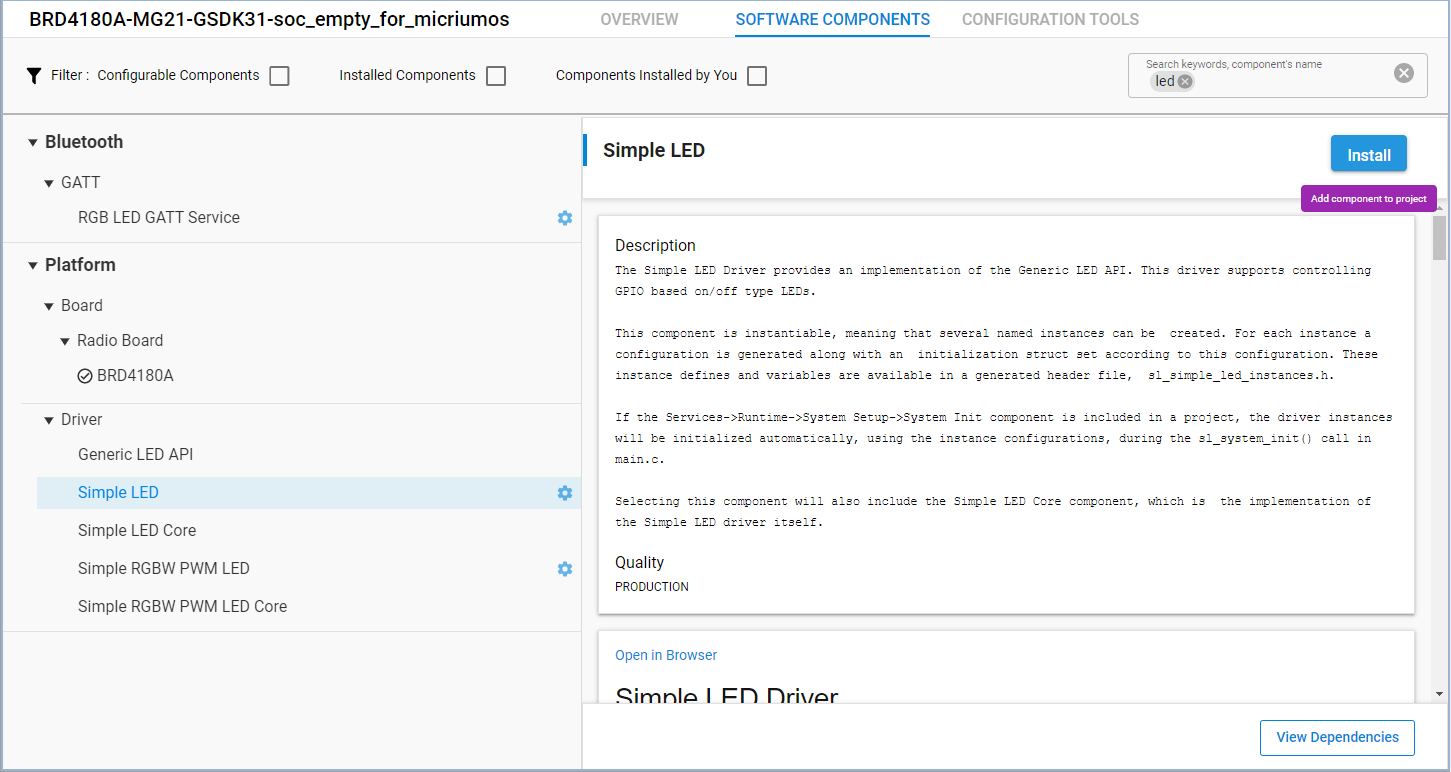 BRD4180A-MG21-GSDK31-soc_empty_for_micriumos
OVERVIEW
SOFTWARE COMPONENTS
CONFIGURATION TOOLS
Filter : Configurable Components
Installed Components
Components Installed by You
Search keywords, component's name
led
Bluetooth
GATT
RGB LED GATT Service
Platform
Board
Radio Board
BRD4180A
Driver
Generic LED API
Simple LED
Simple LED Core
Simple RGBW PWM LED
Simple RGBW PWM LED Core
Simple LED
Install
Add component to project
Description
The Simple LED Driver provides an implementation of the Generic LED API. This driver supports controlling
GPIO based on/off type LEDs.
This component is instantiable, meaning that several named instances can be  created. For each instance a
configuration is generated along with an  initialization struct set according to this configuration. These
instance defines and variables are available in a generated header file,  sl_simple_led_instances.h.
If the Services->Runtime->System Setup->System Init component is included in a project, the driver instances
will be initialized automatically, using the instance configurations, during the sl_system_init() call in
main.c.
Selecting this component will also include the Simple LED Core component, which is  the implementation of
the Simple LED driver itself.
Quality
PRODUCTION
Open in Browser
Simple LED Driver
View Dependencies